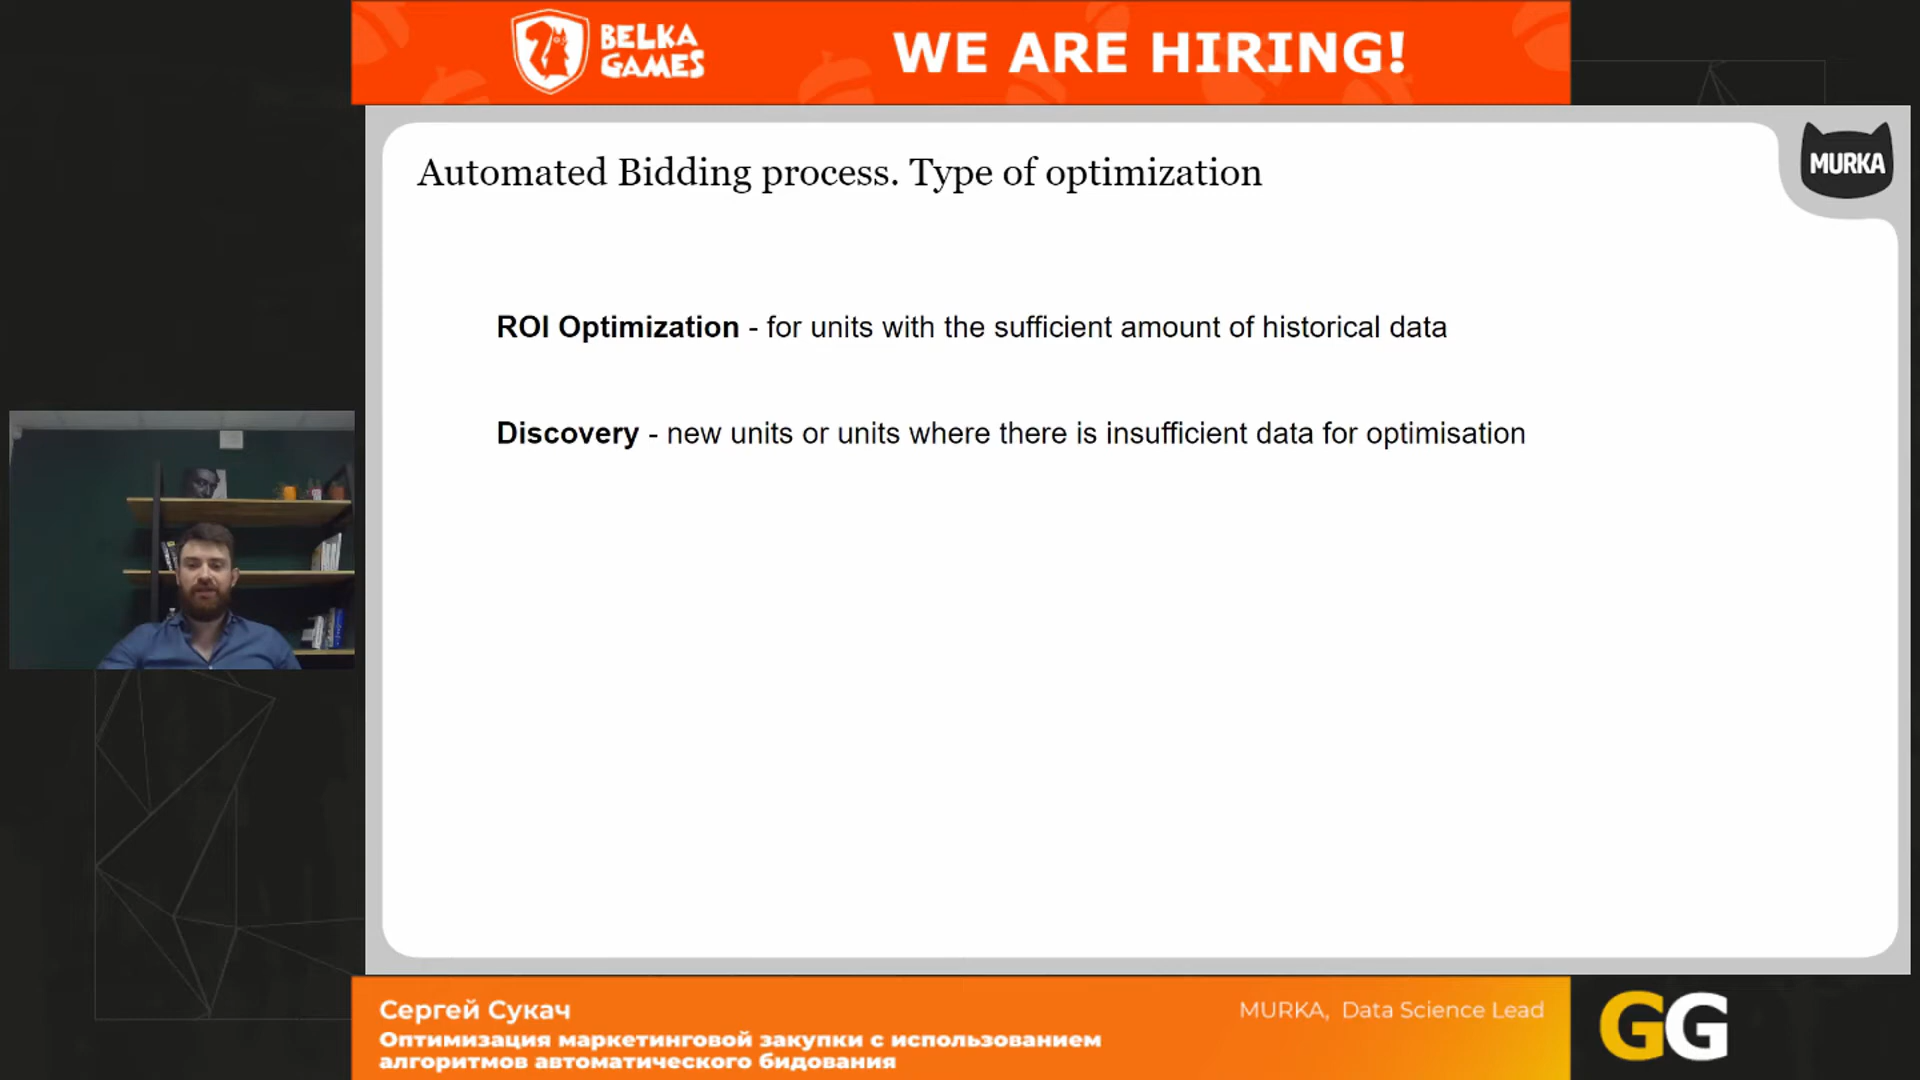 BELKA
GAMES
WE ARE HIRING!
MURKA
Automated Bidding process. Type of optimization
ROI Optimization - for units with the sufficient amount of historical data
Discovery - new units or units where there is insufficient data for optimisation
Сергей Сукач
MURKA, Data Science Lead
Оптимизация маркетинговой закупки с использованием
алгоритмов автоматического бидования
GG